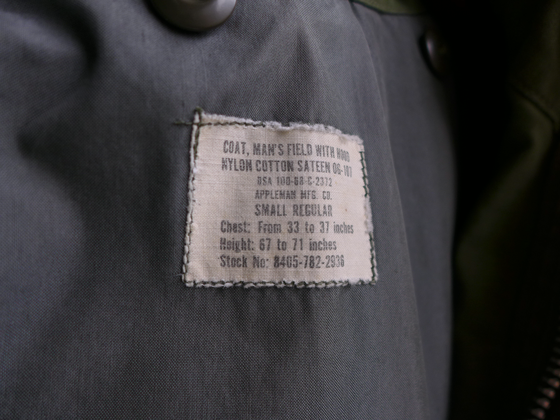 COAT, MAN'S FIELD WITH HOOD
NYLON COTTON SATEEN OG-107
DSA 100-68-C-2372
APPLEMAN MFG. CO.
SMALL REGULAR
Chest: From 33 to 37 inches
Height: 67 to 71 inches
Stock No: 8405-782-2936